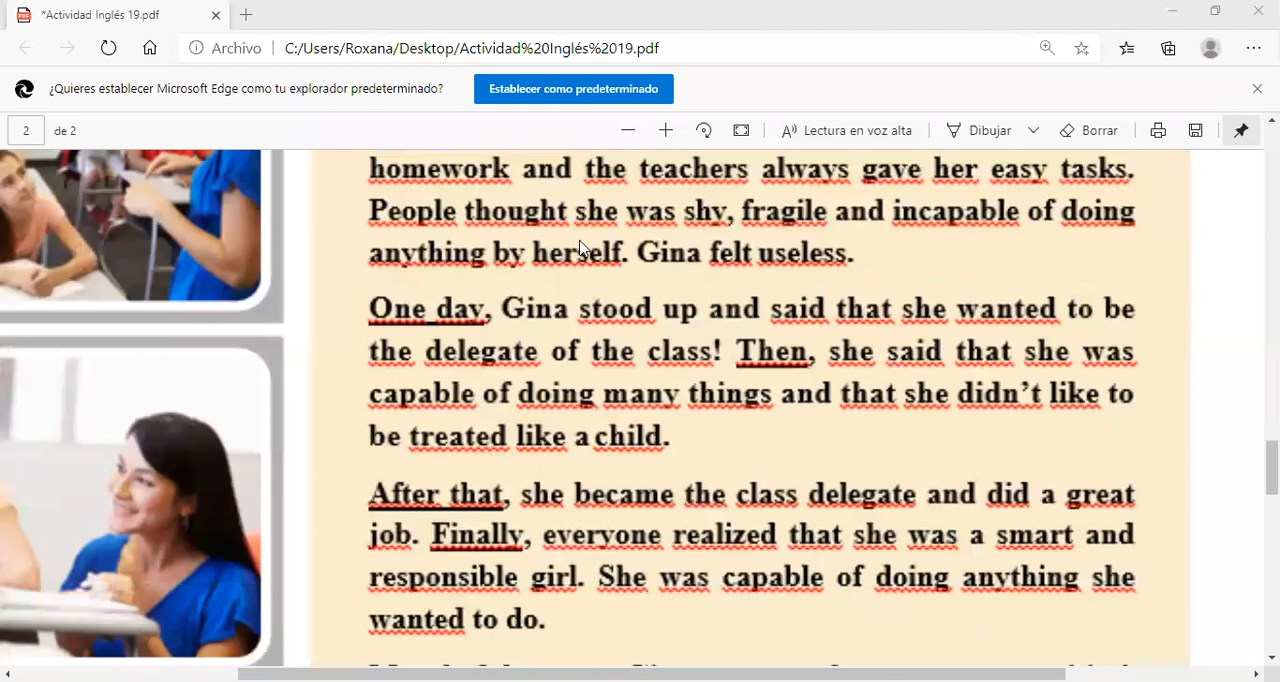 *Actividad Inglés 19.pdf
Archivo
C:/Users/Roxana/Desktop/Actividad%20Inglés%2019.pdf
¿Quieres establecer Microsoft Edge como tu explorador predeterminado?
Establecer como predeterminado
2 de 2
Lectura en voz alta
Dibujar
Borrar
homework and the teachers always gave her easy tasks.
People thought she was shy, fragile and incapable of doing
anything by herself. Gina felt useless.
One day, Gina stood up and said that she wanted to be
the delegate of the class! Then, she said that she was
capable of doing many things and that she didn’t like to
be treated like a child.
After that, she became the class delegate and did a great
job. Finally, everyone realized that she was a smart and
responsible girl. She was capable of doing anything she
wanted to do.